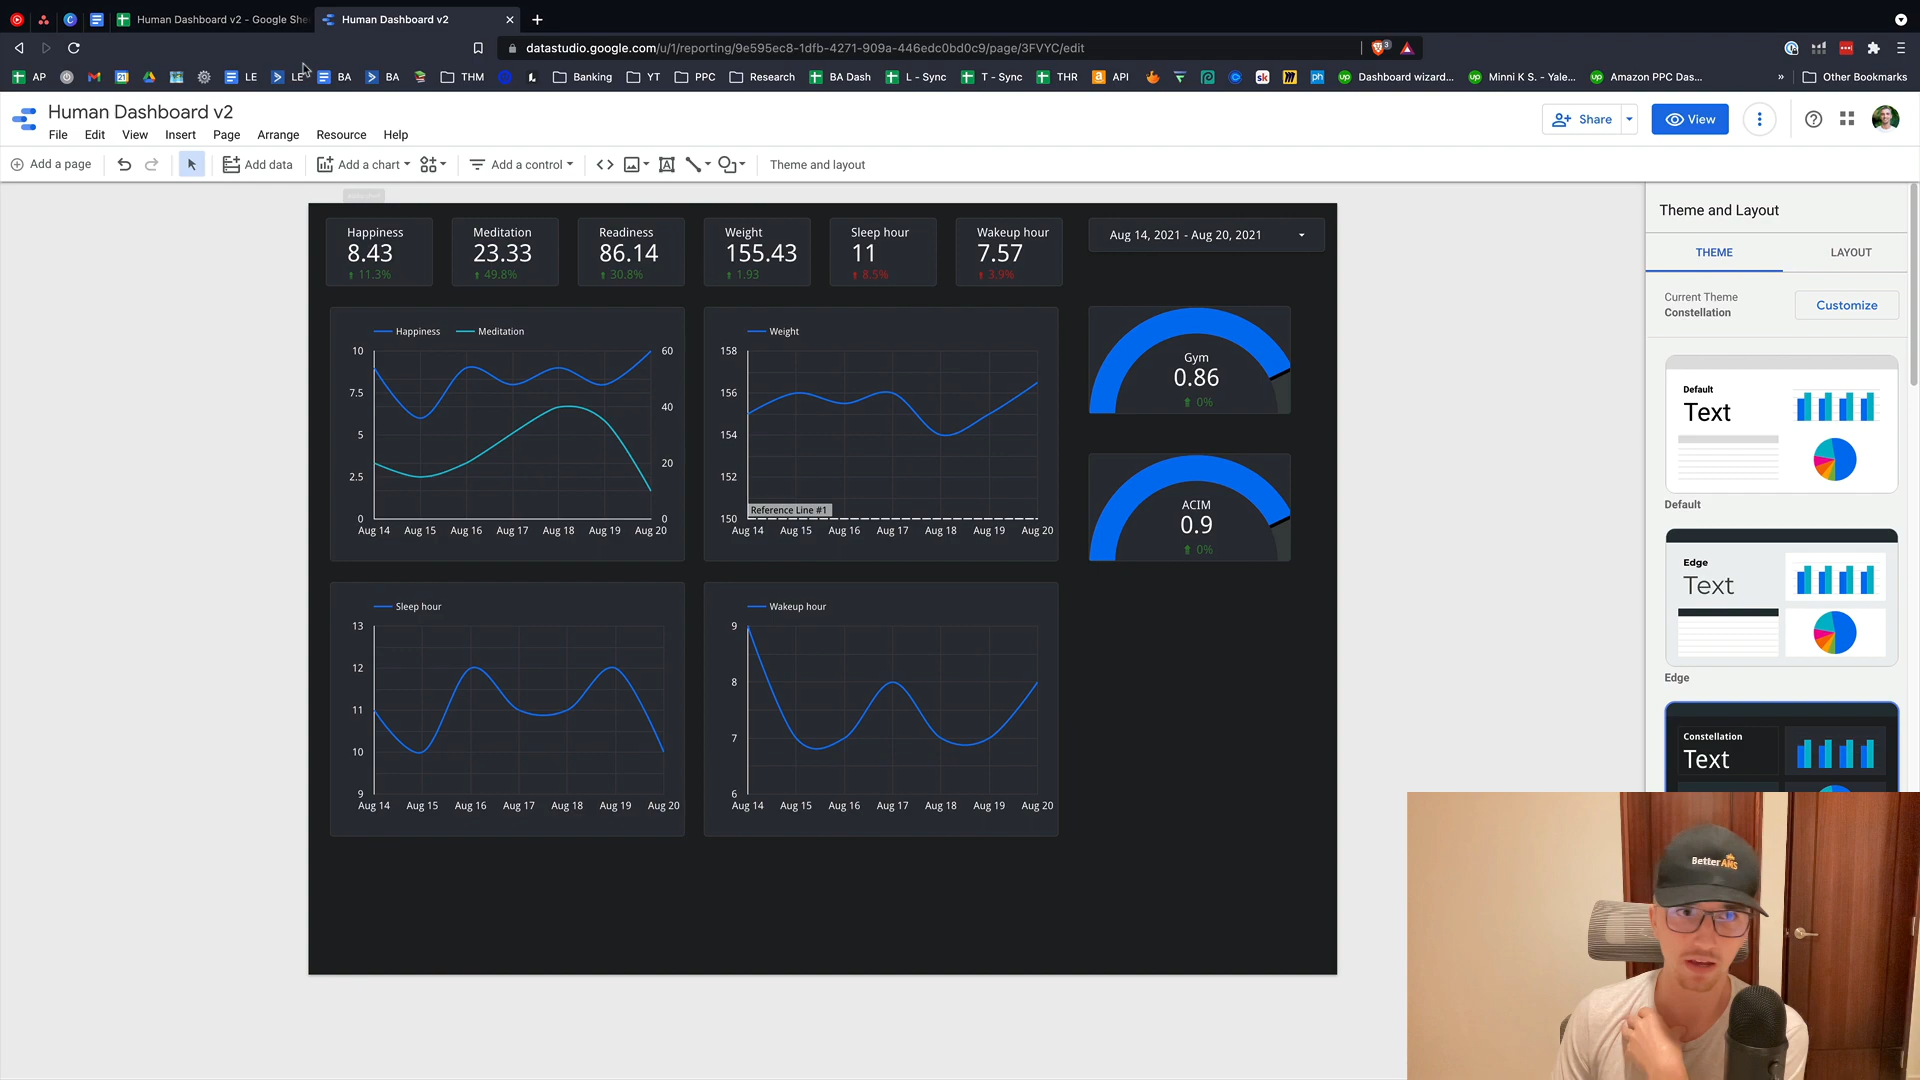 Human Dashboard v2 - Google She
Human Dashboard v2
datastudio.google.com/u/1/reporting/9e595ec8-1dfb-4271-909a-446edc0bd0c9/page/3FVYC/edit
3
AP
LE
LE
BA
BA
THM
Banking
YT
PPC
Research
BA Dash
L - Sync
T - Sync
THR
API
sk
ph
Dashboard wizard...
Minni K S. - Yale...
Amazon PPC Das...
»
Other Bookmarks
Human Dashboard v2
File Edit View Insert Page Arrange Resource Help
Share
View
Add a page
Add data
Add a chart
Add a control
Theme and layout
Happiness
8.43
11.3%
Meditation
23.33
49.8%
Readiness
86.14
30.8%
Weight
155.43
1.93
Sleep hour
11
8.5%
Wakeup hour
7.57
3.9%
Aug 14, 2021 - Aug 20, 2021
Happiness Meditation
10
7.5
5
2.5
0
60
40
20
0
Aug 14 Aug 15 Aug 16 Aug 17 Aug 18 Aug 19 Aug 20
Weight
158
156
154
152
150
Reference Line #1
Aug 14 Aug 15 Aug 16 Aug 17 Aug 18 Aug 19 Aug 20
Gym
0.86
0%
ACIM
0.9
0%
Sleep hour
13
12
11
10
9
Aug 14 Aug 15 Aug 16 Aug 17 Aug 18 Aug 19 Aug 20
Wakeup hour
9
8
7
6
Aug 14 Aug 15 Aug 16 Aug 17 Aug 18 Aug 19 Aug 20
Theme and Layout
THEME LAYOUT
Current Theme
Constellation
Customize
Default
Text
Default
Edge
Text
Edge
Constellation
Text
BetterAMS